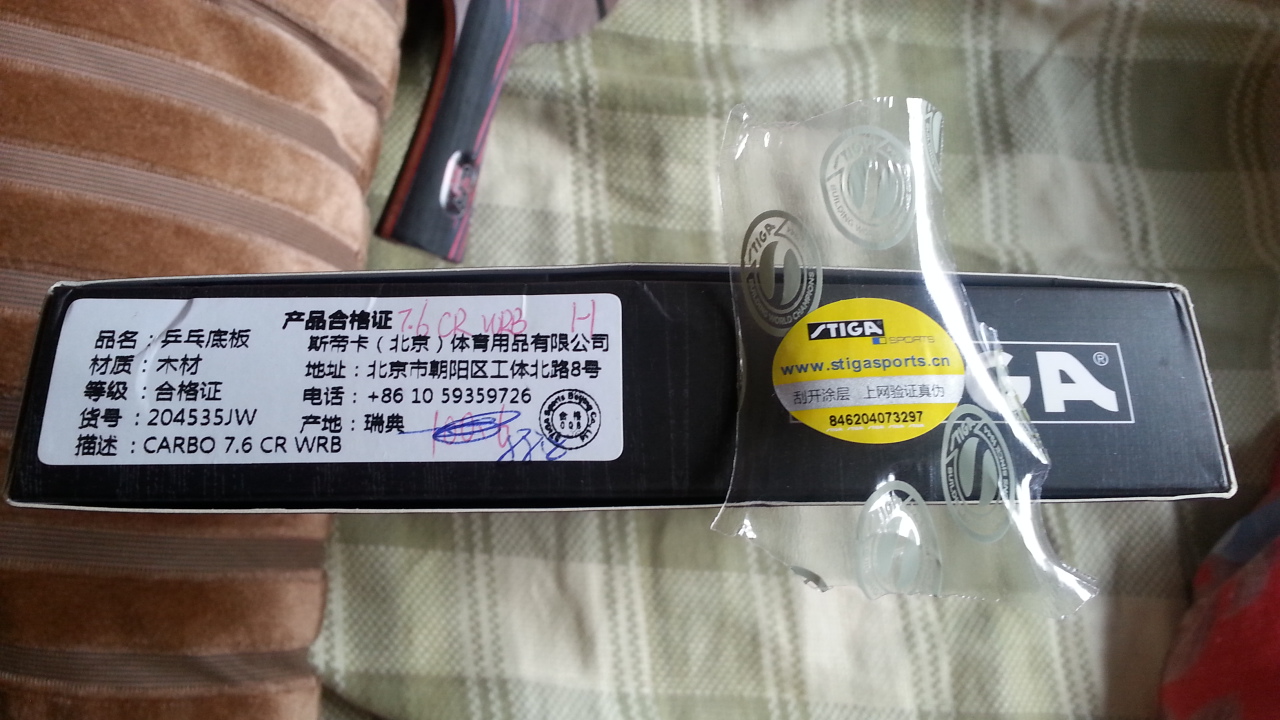 产品合格证 7.6 CR WRB H
品名：乒乓底板
材质：木材
等级：合格证
货号：204535JW
描述：CARBO 7.6 CR WRB
斯帝卡（北京）体育用品有限公司
地址：北京市朝阳区工体北路8号
电话：+86 10 59359726
产地：瑞典
合格
008
STIGA
SPORTS
www.stigasports.cn
刮开涂层 上网验证真伪
846204073297
GA®
STIGA
STIGA